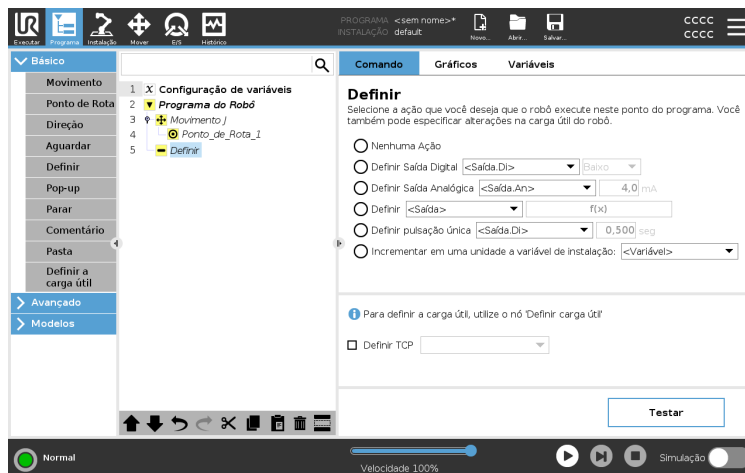 PROGRAMA <sem nome>*
INSTALAÇÃO default
Executar
Programa
Instalação
Mover
E/S
Histórico
Novo...
Abrir...
Salvar...
CCCC
CCCC
Básico
Movimento
Ponto de Rota
Direção
Aguardar
Definir
Pop-up
Parar
Comentário
Pasta
Definir a
carga útil
Avançado
Modelos
1 X Configuração de variáveis
2 Programa do Robô
3 Movimento J
4 Ponto_de_Rota_1
5 Definir
Comando Gráficos Variáveis
Definir
Selecione a ação que você deseja que o robô execute neste ponto do programa. Você
também pode especificar alterações na carga útil do robô.
Nenhuma Ação
Definir Saída Digital <Saída.Di> Baixo
Definir Saída Analógica <Saída.An> 4,0 mA
Definir <Saída> f(x)
Definir pulsação única <Saída.Di> 0,500 seg
Incrementar em uma unidade a variável de instalação: <Variável>
Para definir a carga útil, utilize o nó 'Definir carga útil'
Definir TCP
Testar
Normal
Velocidade 100%
Simulação